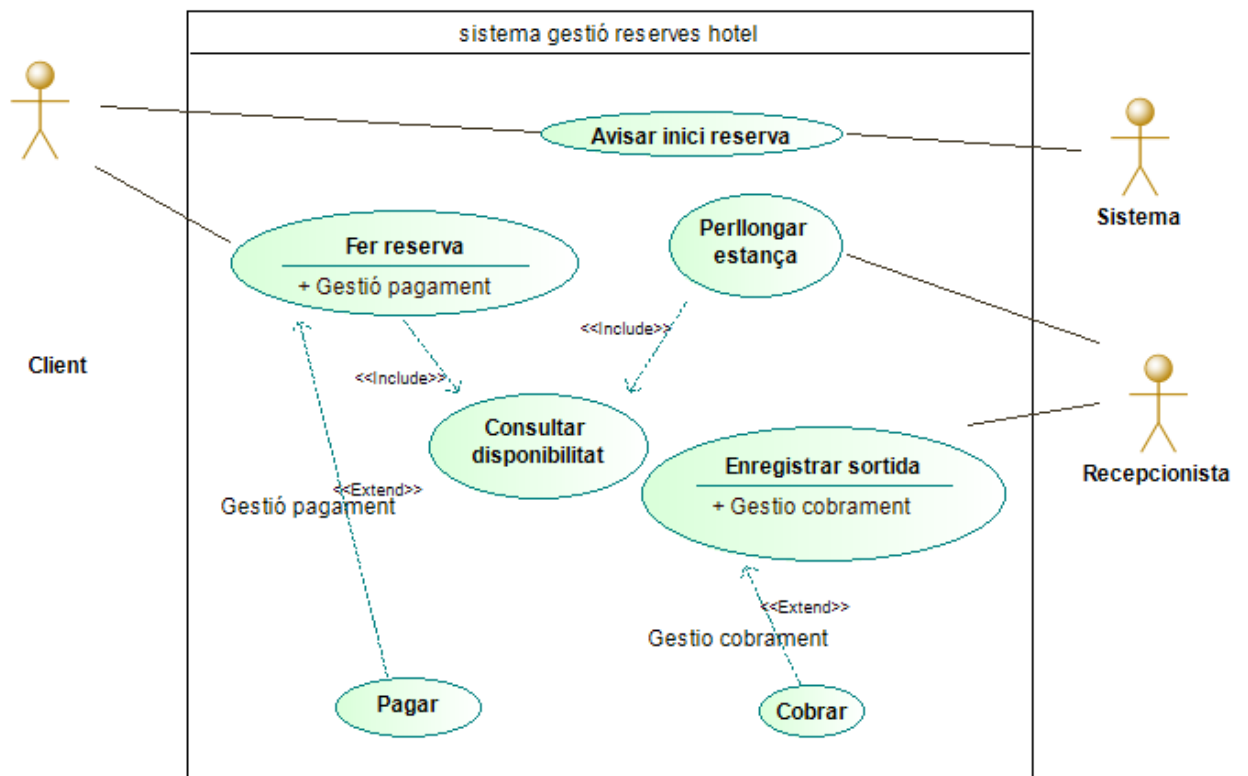 sistema gestió reserves hotel
Avisar inici reserva
Sistema
Fer reserva
+ Gestió pagament
Perllongar
estança
<<Include>>
<<Include>>
Client
Consultar
disponibilitat
Enregistrar sortida
+ Gestio cobrament
Recepcionista
<<Extend>>
Gestió pagament
<<Extend>>
Gestio cobrament
Pagar
Cobrar